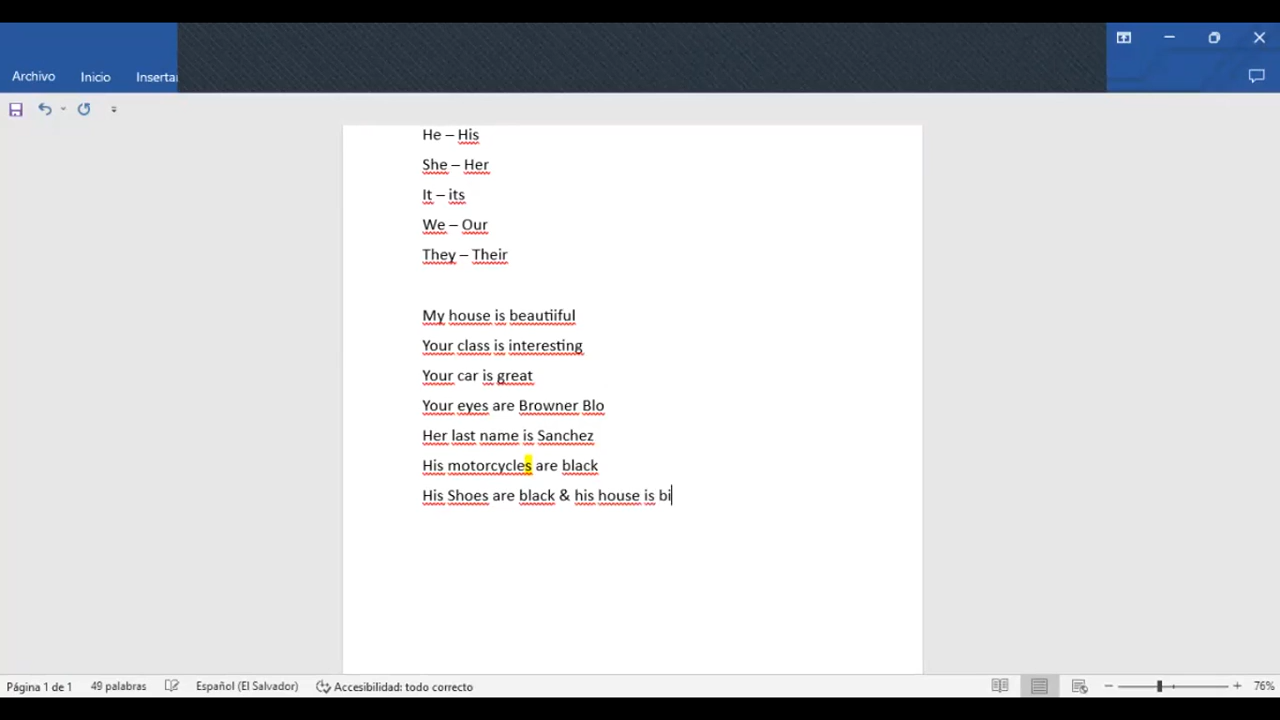 Archivo Inicio Insertar
He – His
She – Her
It – its
We – Our
They – Their
My house is beautiiful
Your class is interesting
Your car is great
Your eyes are Browner Blo
Her last name is Sanchez
His motorcycles are black
His Shoes are black & his house is bi
Página 1 de 1 49 palabras Español (El Salvador) Accesibilidad: todo correcto 76%